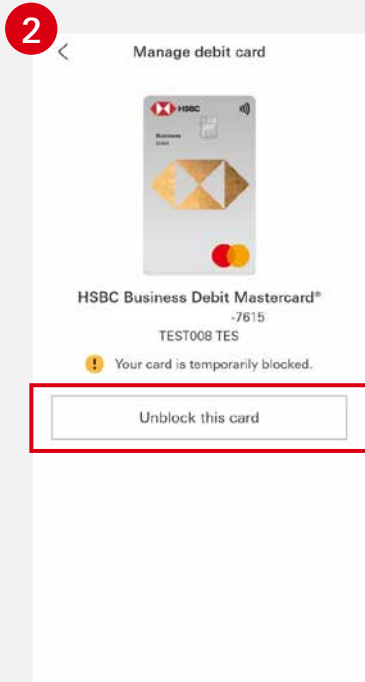 2
Manage debit card
HSBC
Business
Debit
HSBC Business Debit Mastercard®
-7615
TEST008 TES
! Your card is temporarily blocked.
Unblock this card